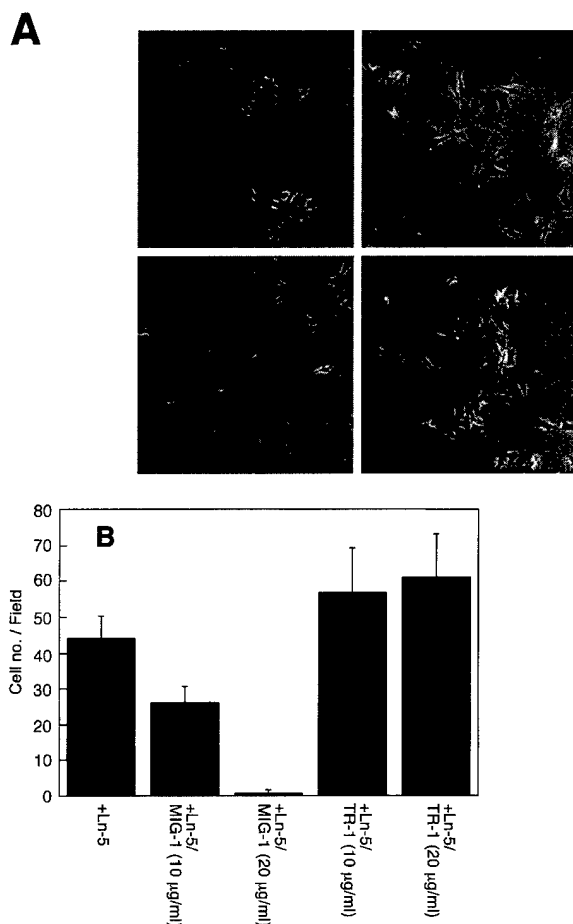 A
B
80
70
60
50
40
30
20
10
0
Cell no. / Field
+Ln-5
+Ln-5/
MIG-1 (10 µg/ml)
+Ln-5/
MIG-1 (20 µg/ml)
+Ln-5/
TR-1 (10 µg/ml)
+Ln-5/
TR-1 (20 µg/ml)